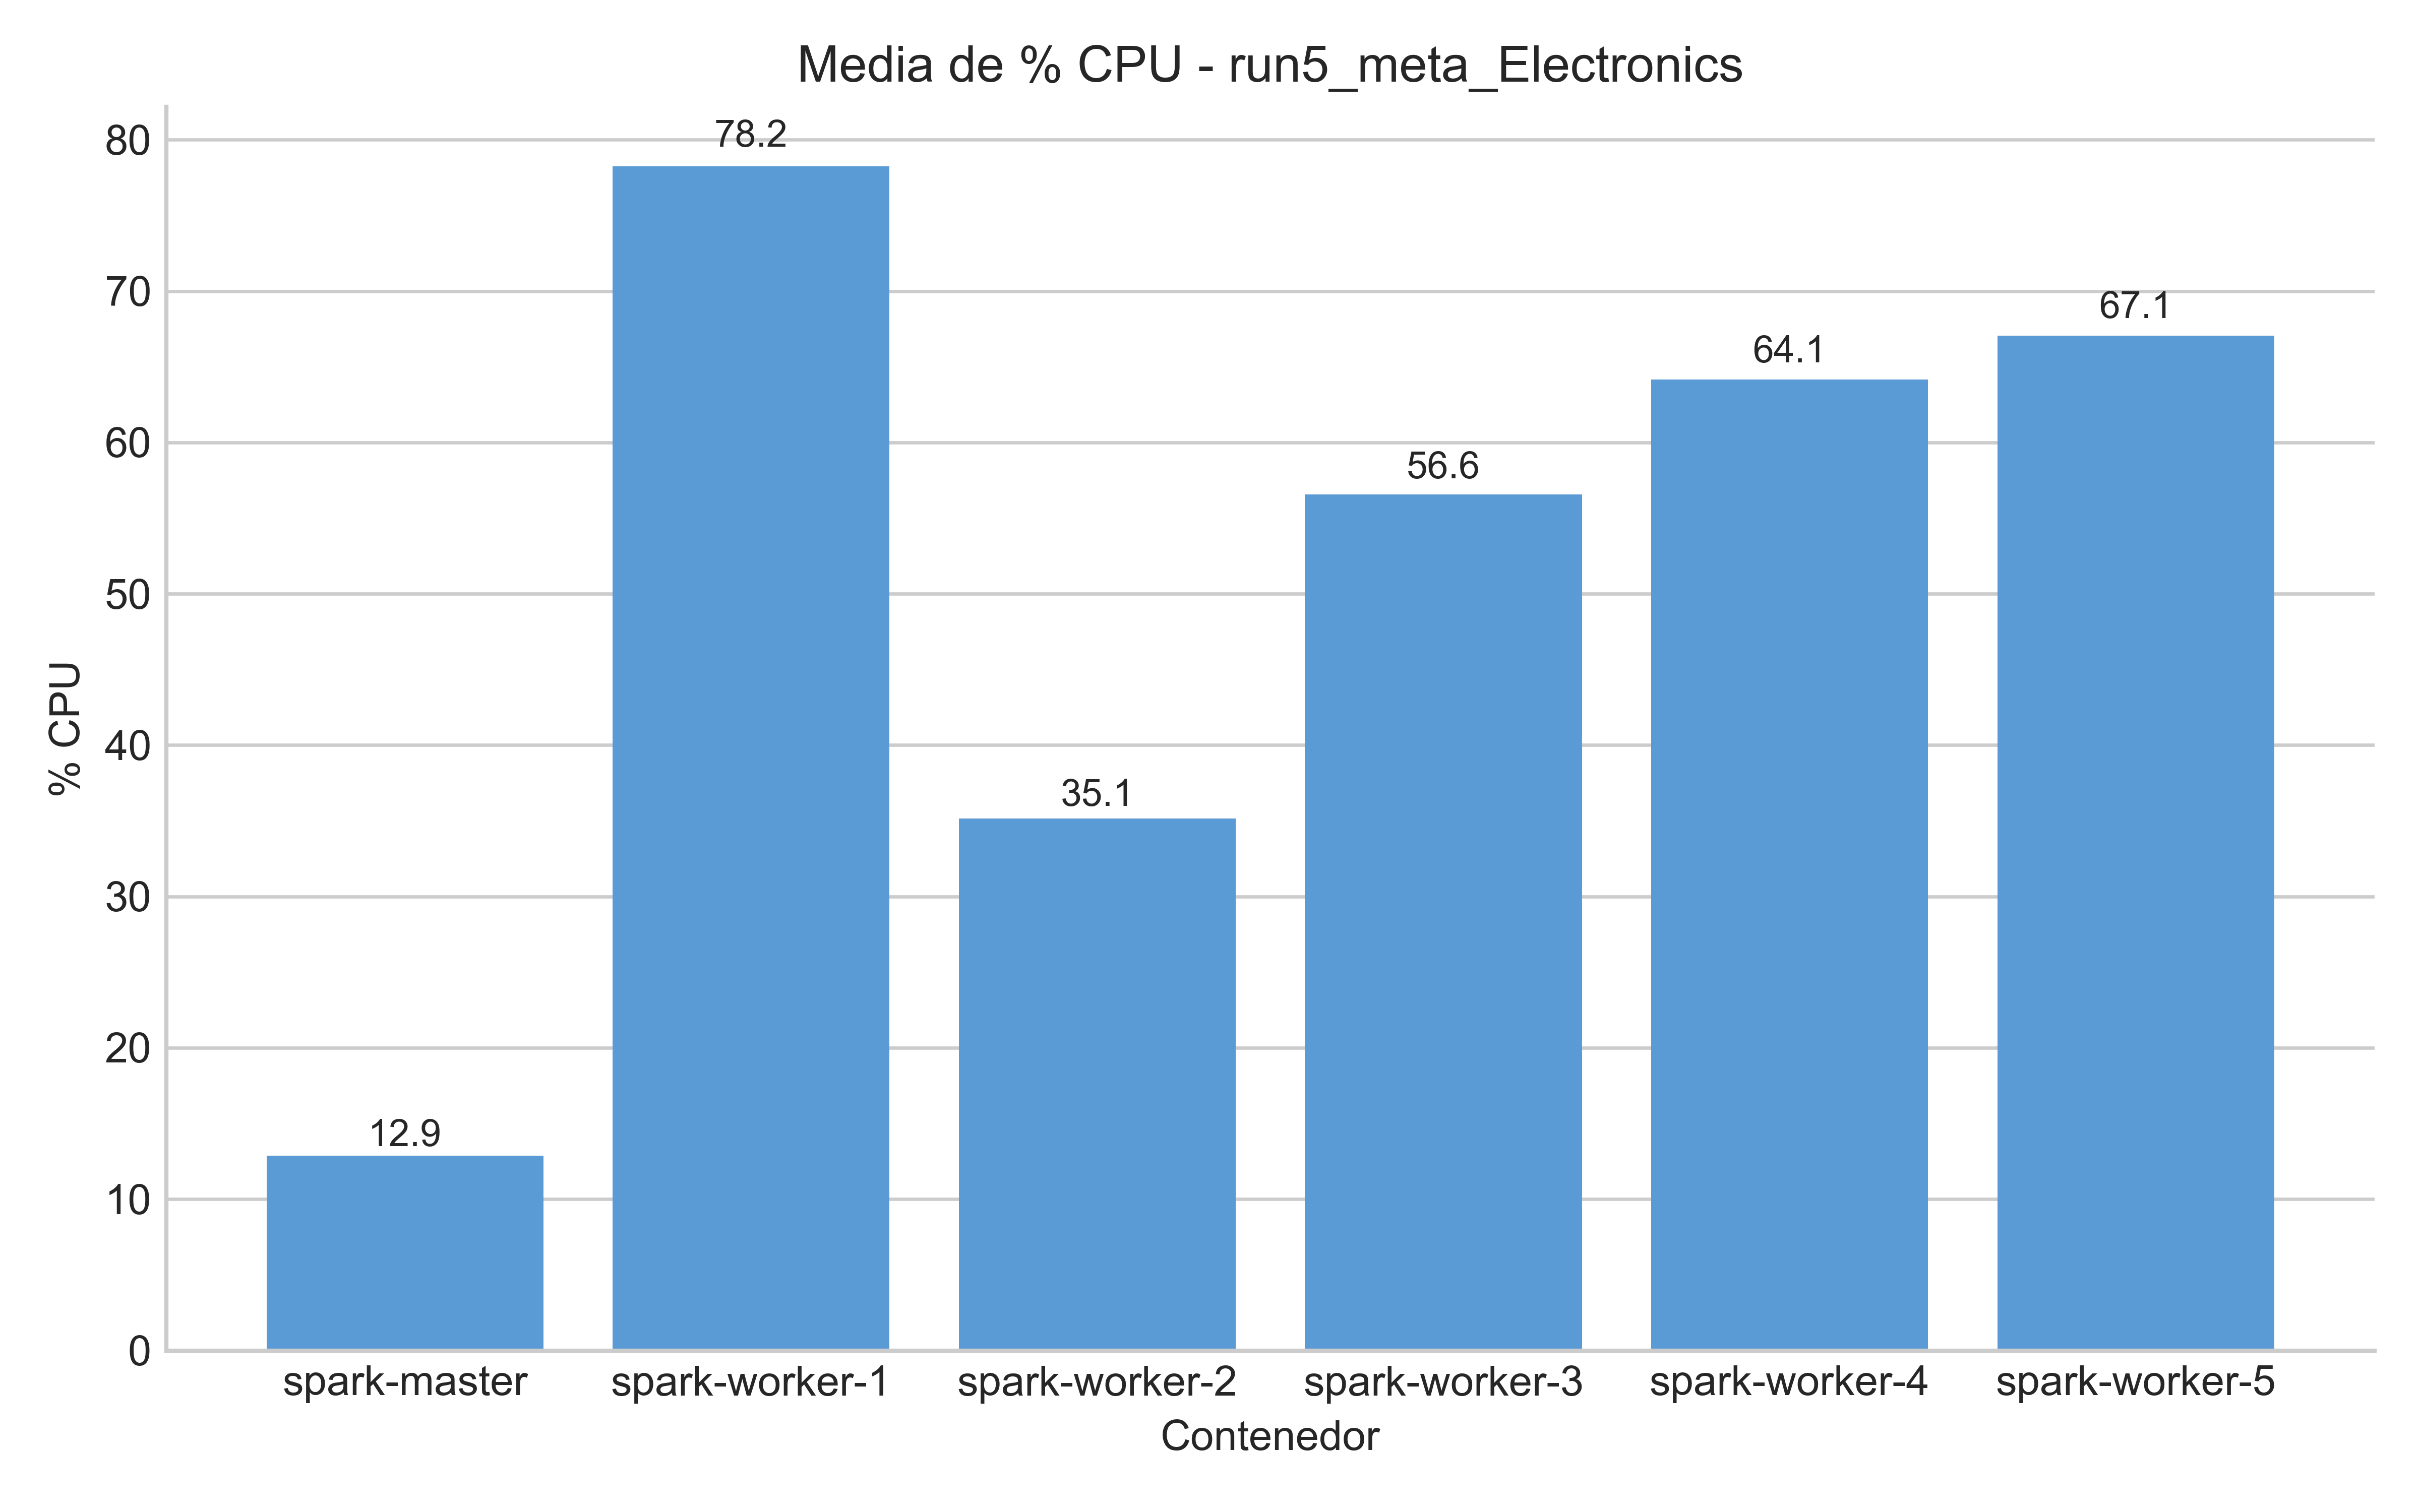 Media de % CPU - run5_meta_Electronics
% CPU
80
70
60
50
40
30
20
10
0
12.9
78.2
35.1
56.6
64.1
67.1
spark-master
spark-worker-1
spark-worker-2
spark-worker-3
spark-worker-4
spark-worker-5
Contenedor